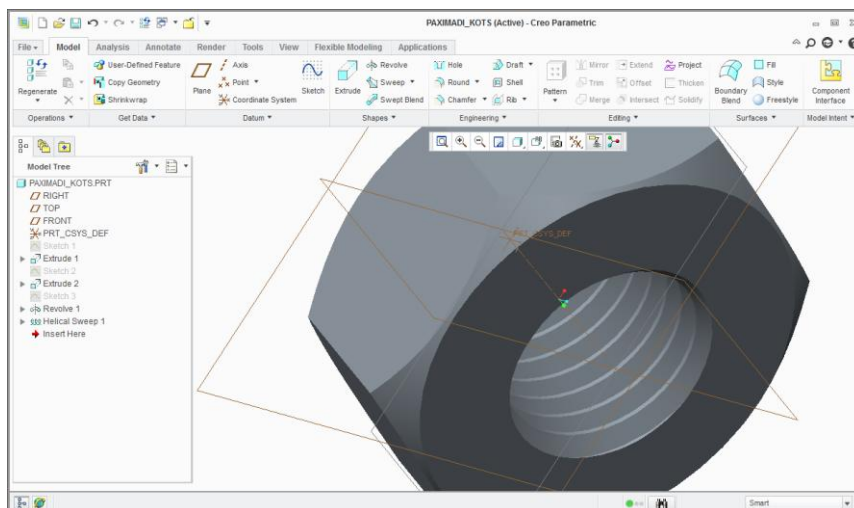 PAXIMADI_KOTS (Active) - Creo Parametric
File Model Analysis Annotate Render Tools View Flexible Modeling Applications
User-Defined Feature Axis Revolve Hole Draft Mirror Extend Project Fill
Copy Geometry Point Sweep Round Shell Trim Offset Thicken Style
Regenerate Shrinkwrap Plane Coordinate System Sketch Extrude Swept Blend Chamfer Rib Pattern Merge Intersect Solidify Boundary Blend Freestyle Component Interface
Operations Get Data Datum Shapes Engineering Editing Surfaces Model Intent
Model Tree
PAXIMADI_KOTS.PRT
RIGHT
TOP
FRONT
PRT_CSYS_DEF
Sketch 1
Extrude 1
Sketch 2
Extrude 2
Sketch 3
Revolve 1
Helical Sweep 1
Insert Here
PRT_CSYS_DEF
Smart